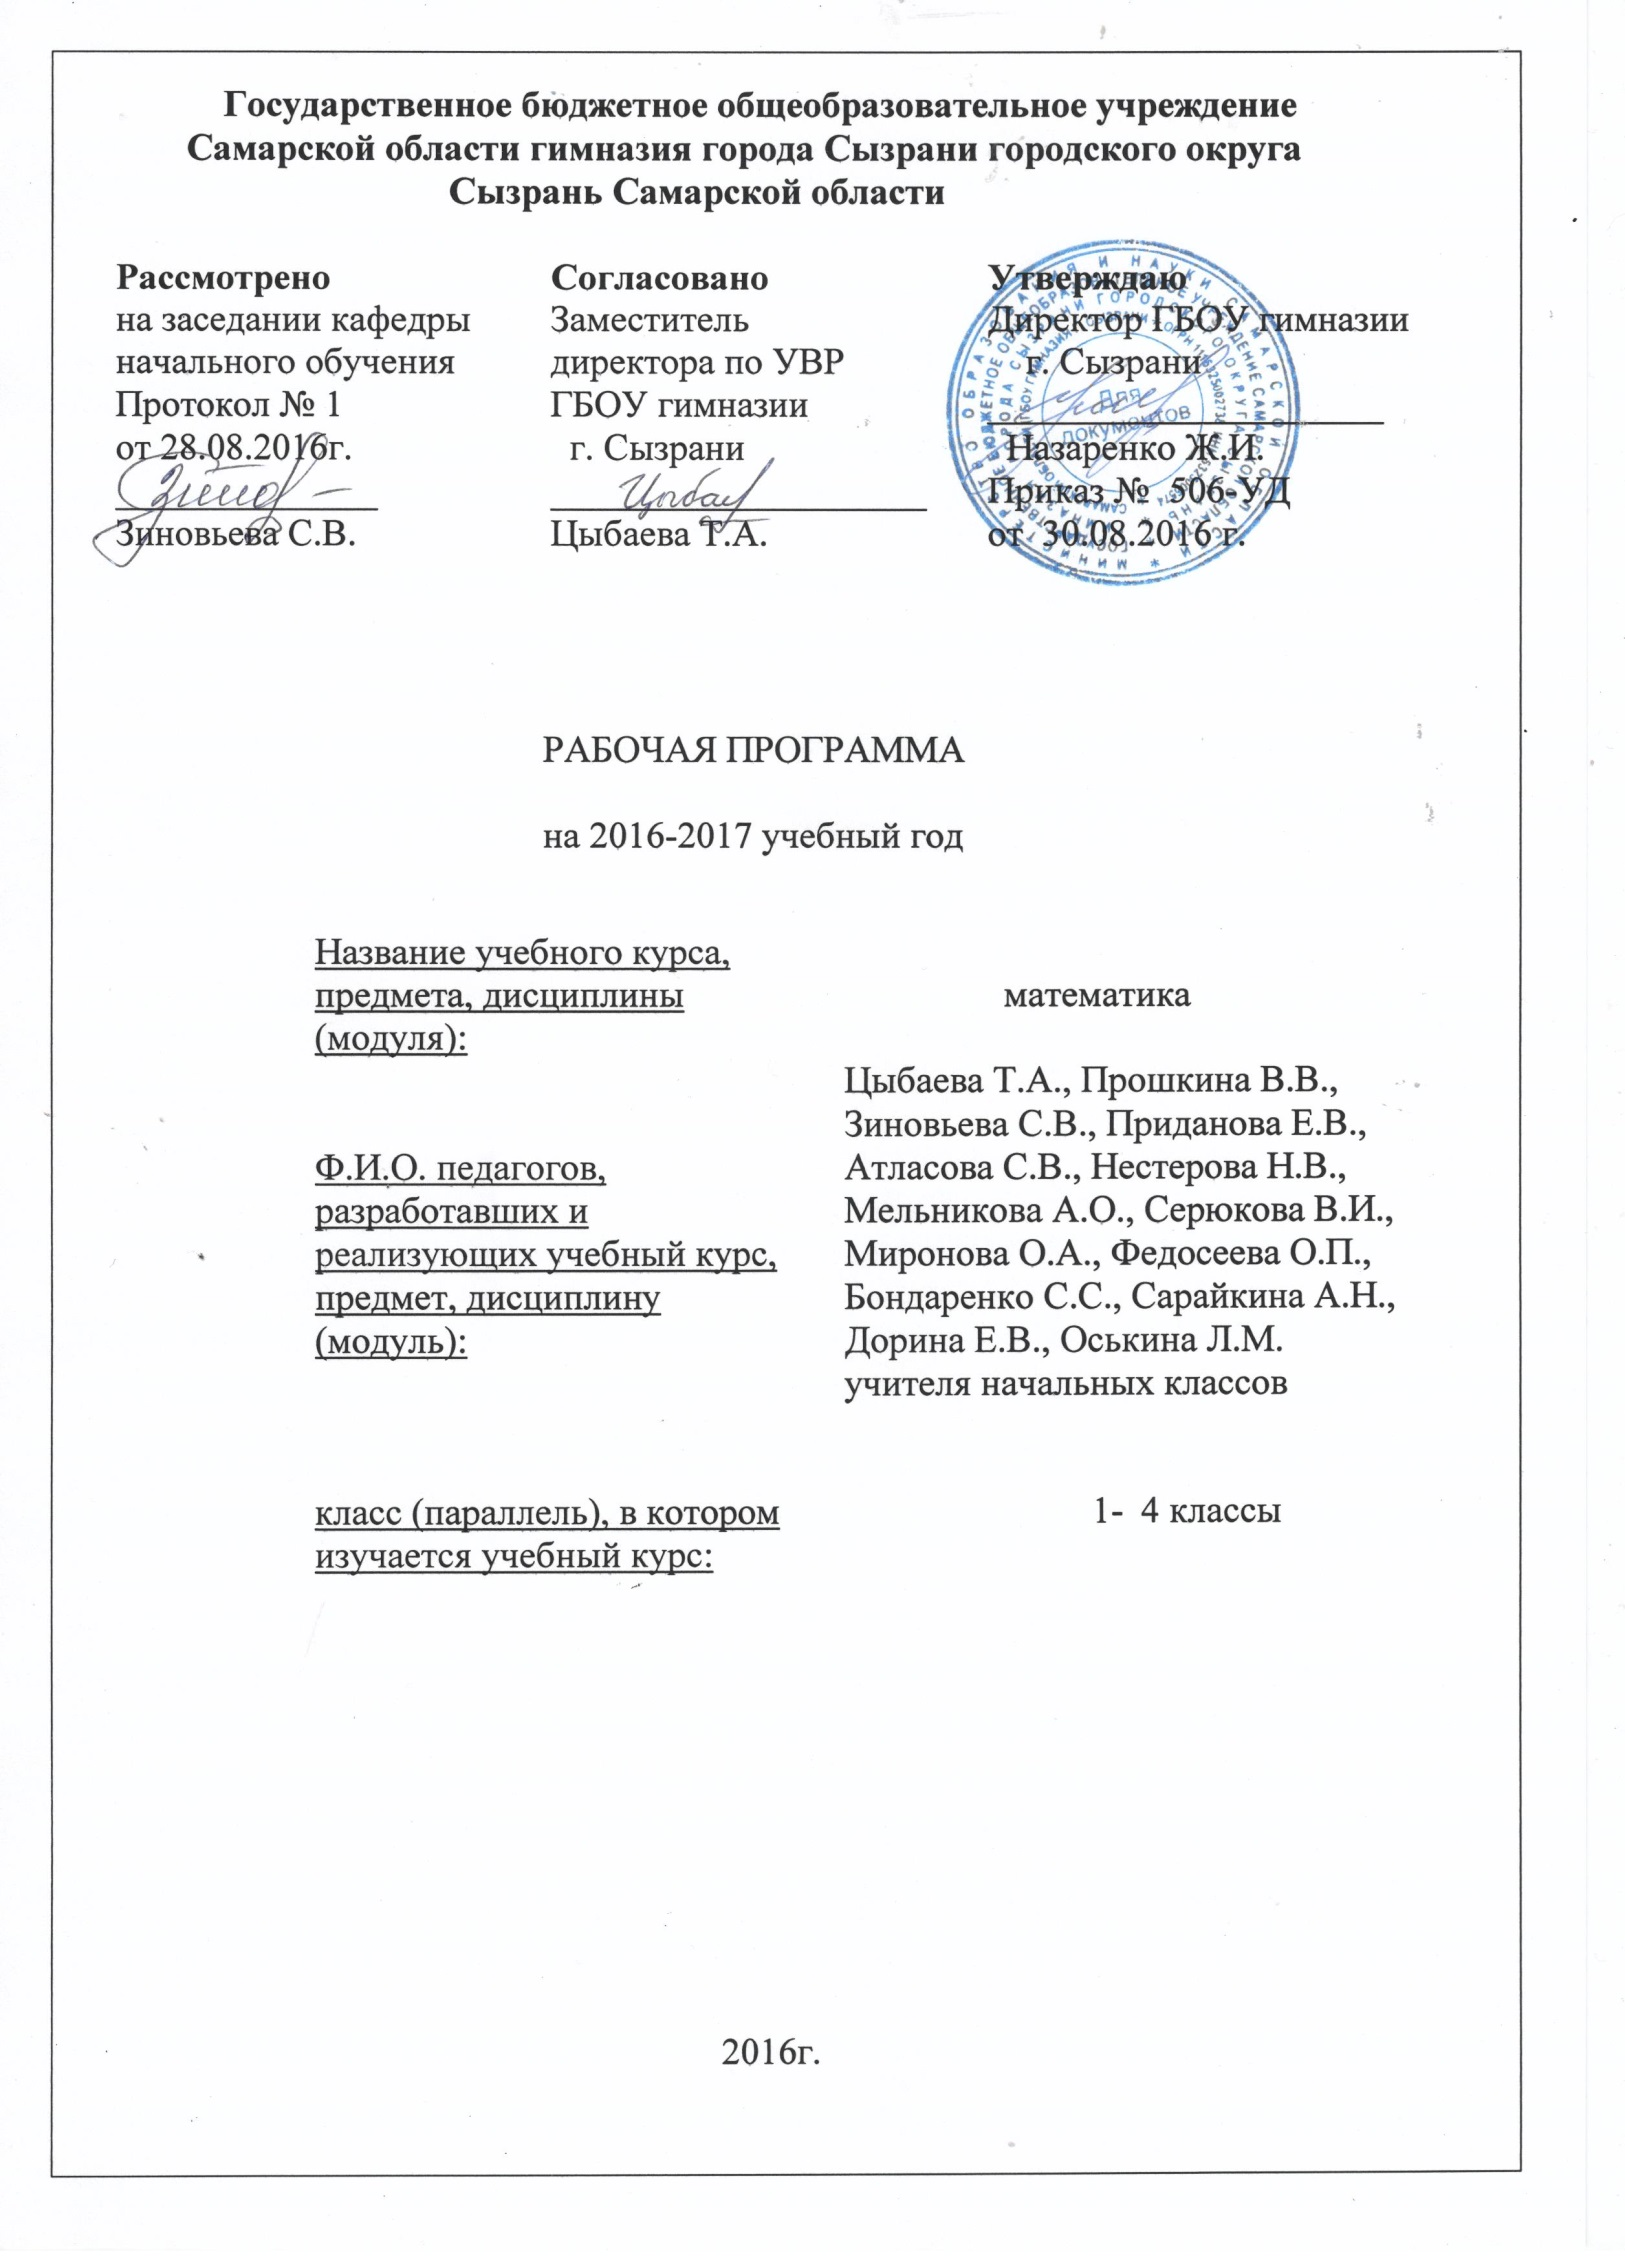 Государственное бюджетное общеобразовательное учреждение
Самарской области гимназия города Сызрани городского округа
Сызрань Самарской области
Рассмотрено
на заседании кафедры
начального обучения
Протокол № 1
от 28.08.2016г.
Зиновьева С.В.
Согласовано
Заместитель
директора по УВР
ГБОУ гимназии
г. Сызрани
Цыбаева Т.А.
Утверждаю
Директор ГБОУ гимназии
г. Сызрани
Назаренко Ж.И.
Приказ № 506-УД
от 30.08.2016 г.
Для
документов
РАБОЧАЯ ПРОГРАММА
на 2016-2017 учебный год
Название учебного курса,
предмета, дисциплины
(модуля):
математика
Ф.И.О. педагогов,
разработавших и
реализующих учебный курс,
предмет, дисциплину
(модуль):
Цыбаева Т.А., Прошкина В.В.,
Зиновьева С.В., Приданова Е.В.,
Атласова С.В., Нестерова Н.В.,
Мельникова А.О., Серюкова В.И.,
Миронова О.А., Федосеева О.П.,
Бондаренко С.С., Сарайкина А.Н.,
Дорина Е.В., Оськина Л.М.
учителя начальных классов
класс (параллель), в котором
изучается учебный курс:
1- 4 классы
2016г.